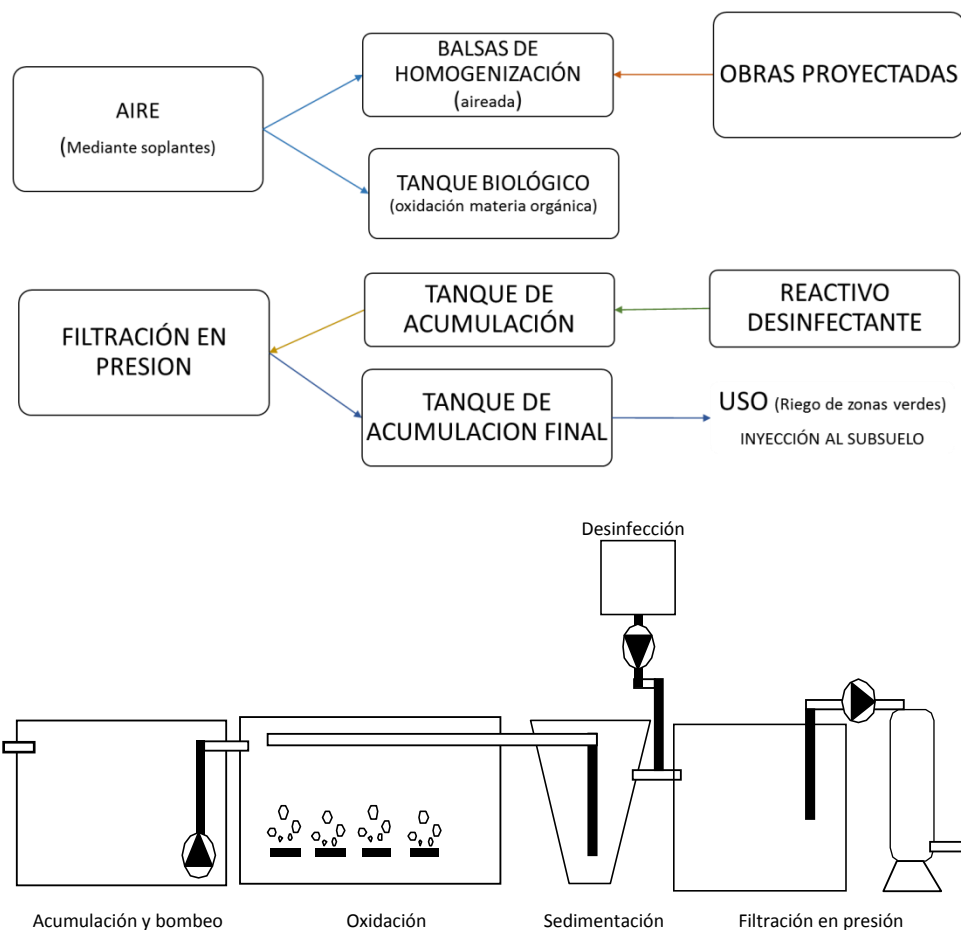 AIRE
(Mediante soplantes)
BALSAS DE
HOMOGENIZACIÓN
(aireada)
OBRAS PROYECTADAS
TANQUE BIOLÓGICO
(oxidación materia orgánica)
FILTRACIÓN EN
PRESION
TANQUE DE
ACUMULACIÓN
REACTIVO
DESINFECTANTE
TANQUE DE
ACUMULACION FINAL
USO (Riego de zonas verdes)
INYECCIÓN AL SUBSUELO
Desinfección
Acumulación y bombeo
Oxidación
Sedimentación
Filtración en presión